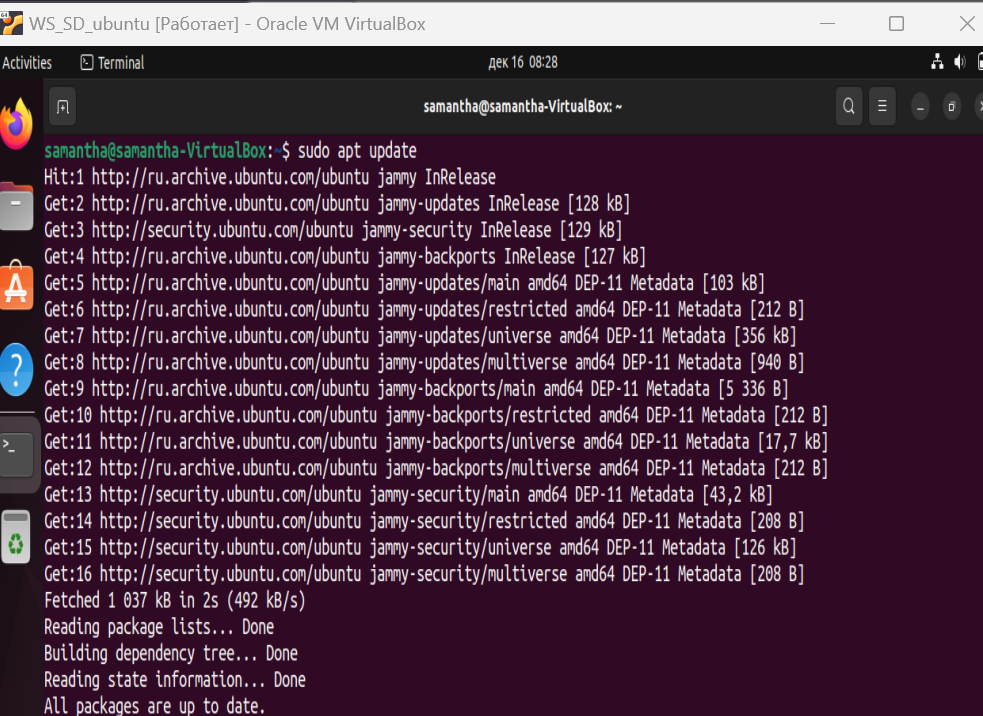 WS_SD_ubuntu [Работает] - Oracle VM VirtualBox
Activities Terminal дек 16 08:28
samantha@samantha-VirtualBox: ~
samantha@samantha-VirtualBox:~$ sudo apt update
Hit:1 http://ru.archive.ubuntu.com/ubuntu jammy InRelease
Get:2 http://ru.archive.ubuntu.com/ubuntu jammy-updates InRelease [128 kB]
Get:3 http://security.ubuntu.com/ubuntu jammy-security InRelease [129 kB]
Get:4 http://ru.archive.ubuntu.com/ubuntu jammy-backports InRelease [127 kB]
Get:5 http://ru.archive.ubuntu.com/ubuntu jammy-updates/main amd64 DEP-11 Metadata [103 kB]
Get:6 http://ru.archive.ubuntu.com/ubuntu jammy-updates/restricted amd64 DEP-11 Metadata [212 B]
Get:7 http://ru.archive.ubuntu.com/ubuntu jammy-updates/universe amd64 DEP-11 Metadata [356 kB]
Get:8 http://ru.archive.ubuntu.com/ubuntu jammy-updates/multiverse amd64 DEP-11 Metadata [940 B]
Get:9 http://ru.archive.ubuntu.com/ubuntu jammy-backports/main amd64 DEP-11 Metadata [5 336 B]
Get:10 http://ru.archive.ubuntu.com/ubuntu jammy-backports/restricted amd64 DEP-11 Metadata [212 B]
Get:11 http://ru.archive.ubuntu.com/ubuntu jammy-backports/universe amd64 DEP-11 Metadata [17,7 kB]
Get:12 http://ru.archive.ubuntu.com/ubuntu jammy-backports/multiverse amd64 DEP-11 Metadata [212 B]
Get:13 http://security.ubuntu.com/ubuntu jammy-security/main amd64 DEP-11 Metadata [43,2 kB]
Get:14 http://security.ubuntu.com/ubuntu jammy-security/restricted amd64 DEP-11 Metadata [208 B]
Get:15 http://security.ubuntu.com/ubuntu jammy-security/universe amd64 DEP-11 Metadata [126 kB]
Get:16 http://security.ubuntu.com/ubuntu jammy-security/multiverse amd64 DEP-11 Metadata [208 B]
Fetched 1 037 kB in 2s (492 kB/s)
Reading package lists... Done
Building dependency tree... Done
Reading state information... Done
All packages are up to date.